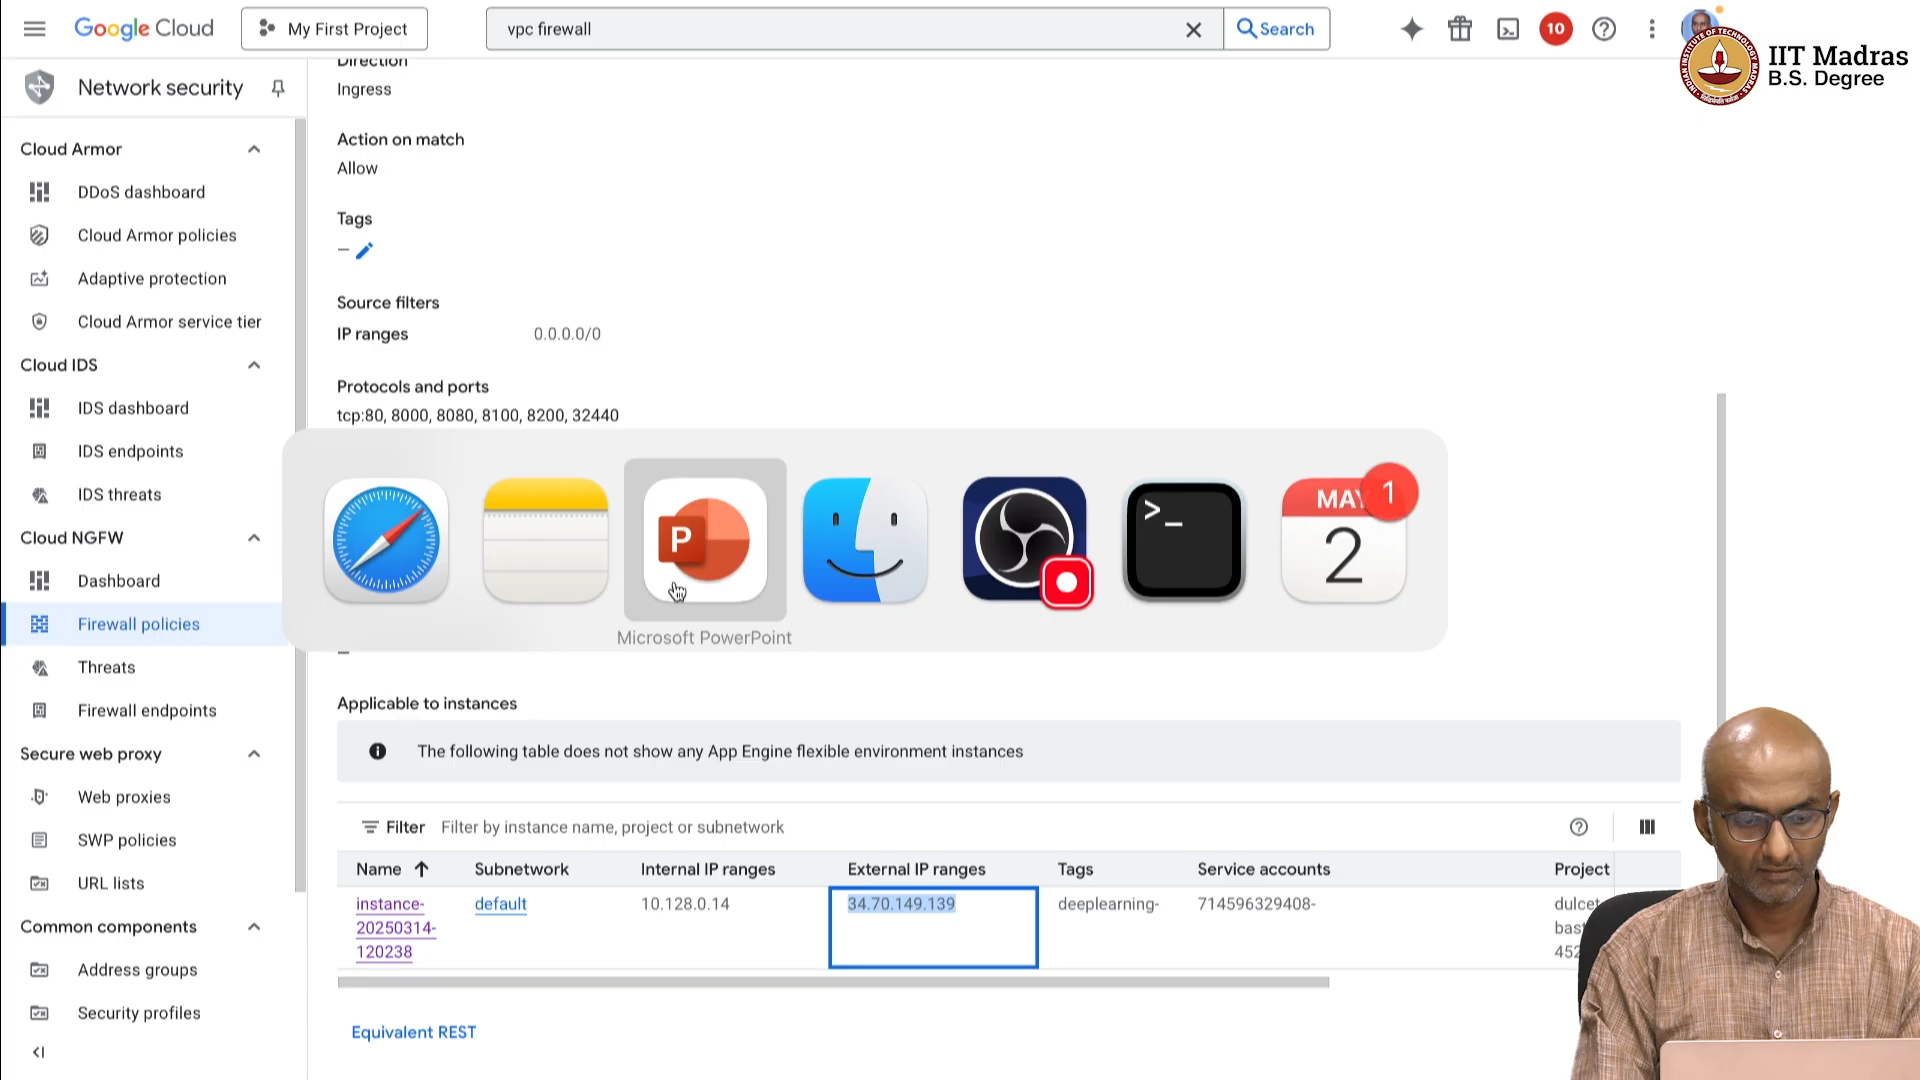 Google Cloud
My First Project
vpc firewall
Search
10
IIT Madras
B.S. Degree
Network security
Cloud Armor
DDoS dashboard
Cloud Armor policies
Adaptive protection
Cloud Armor service tier
Cloud IDS
IDS dashboard
IDS endpoints
IDS threats
Cloud NGFW
Dashboard
Firewall policies
Threats
Firewall endpoints
Secure web proxy
Web proxies
SWP policies
URL lists
Common components
Address groups
Security profiles
Direction
Ingress
Action on match
Allow
Tags
–
Source filters
IP ranges 0.0.0.0/0
Protocols and ports
tcp:80, 8000, 8080, 8100, 8200, 32440
P
>_
MAY
1
2
Microsoft PowerPoint
–
Applicable to instances
The following table does not show any App Engine flexible environment instances
Filter Filter by instance name, project or subnetwork
Name Subnetwork Internal IP ranges External IP ranges Tags Service accounts Project
instance- default 10.128.0.14 34.70.149.139 deeplearning- 714596329408- dulcet
20250314- bast
120238 452
Equivalent REST